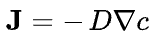 𝐉 = − D∇c